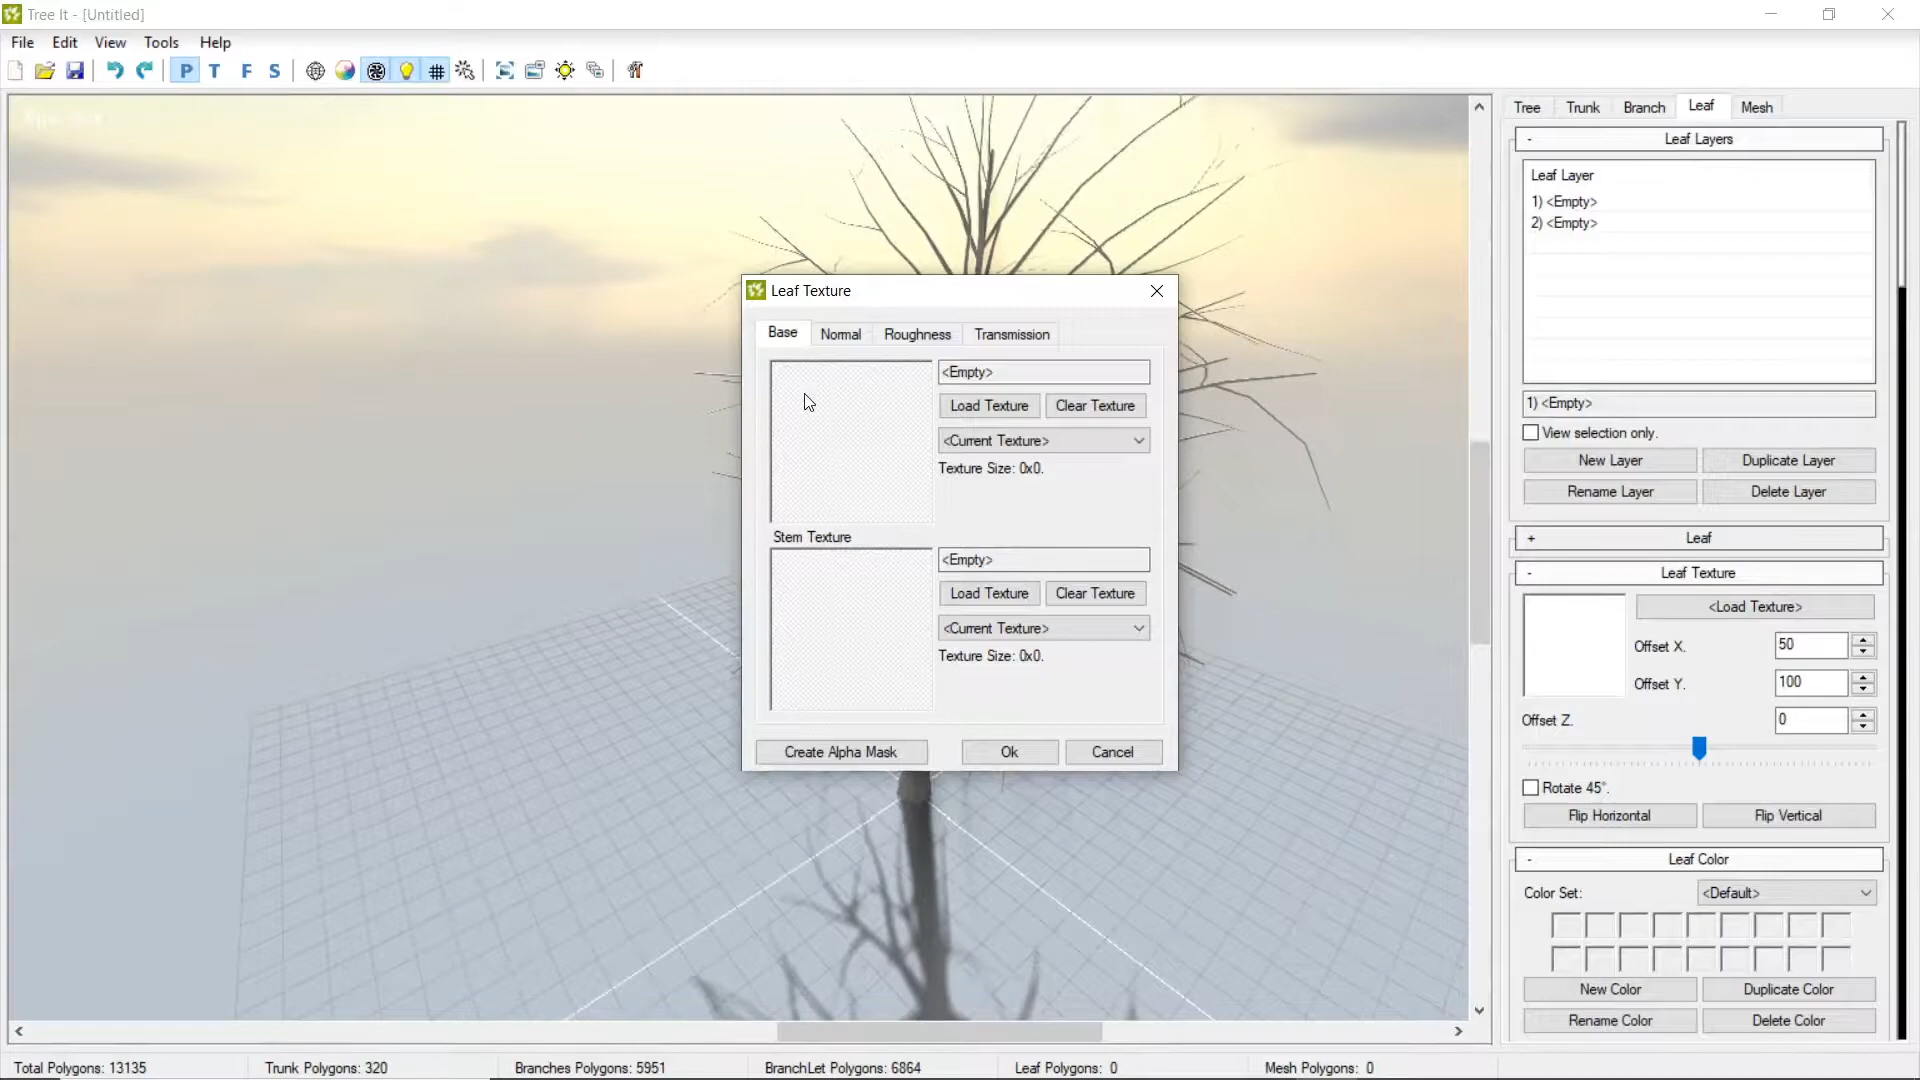 Tree It - [Untitled]
File Edit View Tools Help
P T F S
Tree Trunk Branch Leaf Mesh
- Leaf Layers
Leaf Layer
1) <Empty>
2) <Empty>
1) <Empty>
View selection only.
New Layer Duplicate Layer
Rename Layer Delete Layer
+ Leaf
- Leaf Texture
<Load Texture>
Offset X. 50
Offset Y. 100
Offset Z. 0
Rotate 45°.
Flip Horizontal Flip Vertical
- Leaf Color
Color Set: <Default>
New Color Duplicate Color
Rename Color Delete Color
Leaf Texture
Base Normal Roughness Transmission
<Empty>
Load Texture Clear Texture
<Current Texture>
Texture Size: 0x0.
Stem Texture
<Empty>
Load Texture Clear Texture
<Current Texture>
Texture Size: 0x0.
Create Alpha Mask Ok Cancel
Total Polygons: 13135 Trunk Polygons: 320 Branches Polygons: 5951 BranchLet Polygons: 6864 Leaf Polygons: 0 Mesh Polygons: 0